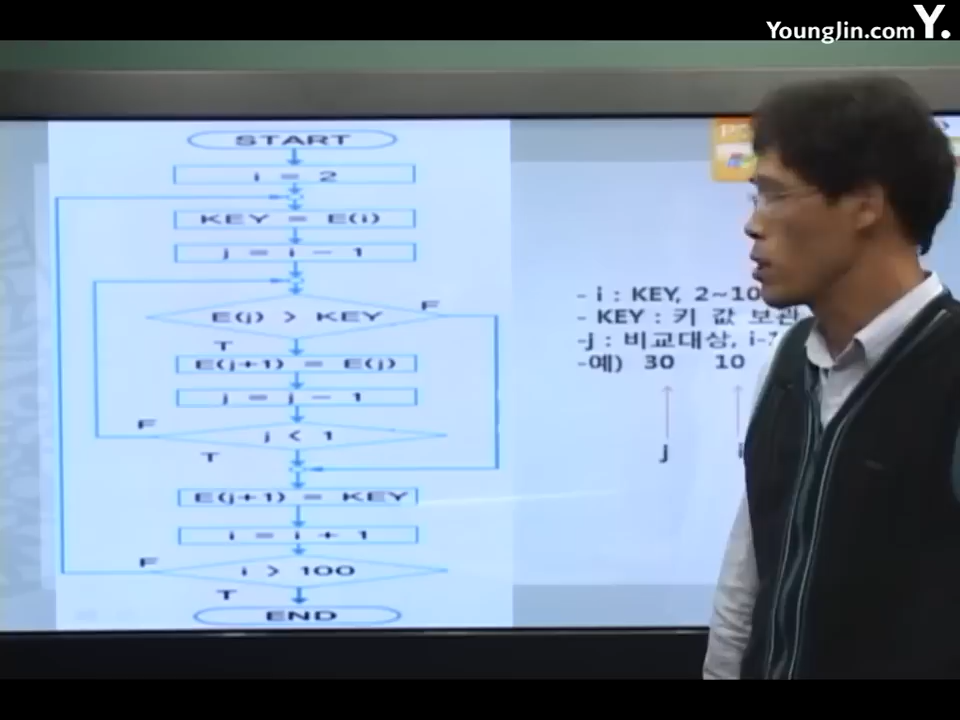 YoungJin.com Y.
START
i = 2
KEY = E(i)
j = i - 1
E(j) > KEY
F
T
E(j+1) = E(j)
j = j - 1
F
j < 1
T
E(j+1) = KEY
i = i + 1
F
i > 100
T
END
- i : KEY, 2~10
- KEY : 키 값 보관
-j : 비교대상, i-
-예) 30 10
j i